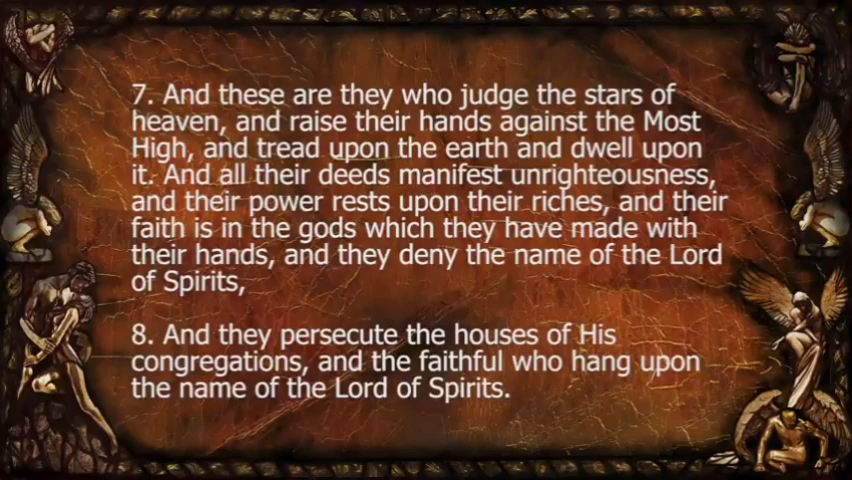 7. And these are they who judge the stars of
heaven, and raise their hands against the Most
High, and tread upon the earth and dwell upon
it. And all their deeds manifest unrighteousness,
and their power rests upon their riches, and their
faith is in the gods which they have made with
their hands, and they deny the name of the Lord
of Spirits,
8. And they persecute the houses of His
congregations, and the faithful who hang upon
the name of the Lord of Spirits.